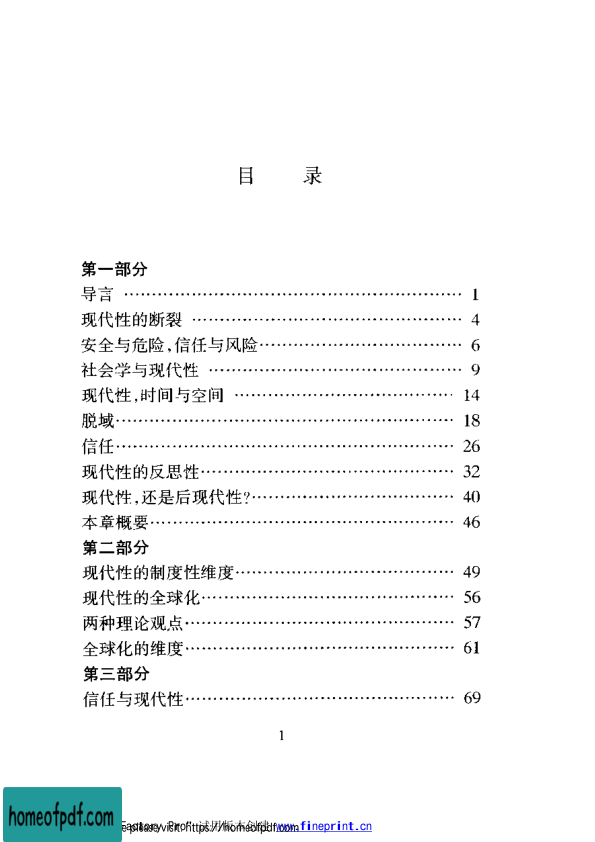 目 录
第一部分
导言 …………………………………………………… 1
现代性的断裂 ………………………………………… 4
安全与危险,信任与风险……………………………… 6
社会学与现代性 ……………………………………… 9
现代性,时间与空间 ………………………………… 14
脱域…………………………………………………… 18
信任…………………………………………………… 26
现代性的反思性……………………………………… 32
现代性,还是后现代性?……………………………… 40
本章概要……………………………………………… 46
第二部分
现代性的制度性维度………………………………… 49
现代性的全球化……………………………………… 56
两种理论观点………………………………………… 57
全球化的维度………………………………………… 61
第三部分
信任与现代性………………………………………… 69
1
homeofpdf.com
Factory Pro" 试用版本创建 www.fineprint.cn
please visit: https://homeofpdf.com